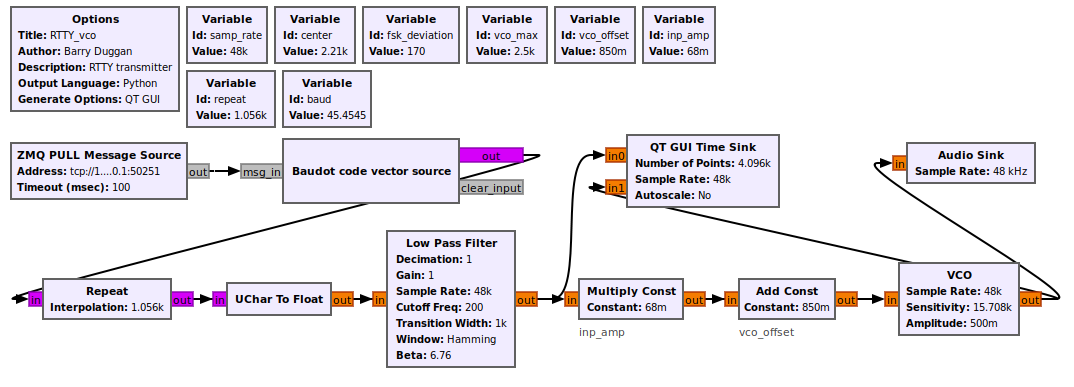 Options
Title: RTTY_vco
Author: Barry Duggan
Description: RTTY transmitter
Output Language: Python
Generate Options: QT GUI
Variable
Id: samp_rate
Value: 48k
Variable
Id: center
Value: 2.21k
Variable
Id: fsk_deviation
Value: 170
Variable
Id: vco_max
Value: 2.5k
Variable
Id: vco_offset
Value: 850m
Variable
Id: inp_amp
Value: 68m
Variable
Id: repeat
Value: 1.056k
Variable
Id: baud
Value: 45.4545
ZMQ PULL Message Source
Address: tcp://1....0.1:50251
Timeout (msec): 100
out
msg_in
Baudot code vector source
out
clear_input
in0
in1
QT GUI Time Sink
Number of Points: 4.096k
Sample Rate: 48k
Autoscale: No
in
Audio Sink
Sample Rate: 48 kHz
in
Repeat
Interpolation: 1.056k
out
in
UChar To Float
out
in
Low Pass Filter
Decimation: 1
Gain: 1
Sample Rate: 48k
Cutoff Freq: 200
Transition Width: 1k
Window: Hamming
Beta: 6.76
out
in
Multiply Const
Constant: 68m
out
inp_amp
in
Add Const
Constant: 850m
out
vco_offset
in
VCO
Sample Rate: 48k
Sensitivity: 15.708k
Amplitude: 500m
out